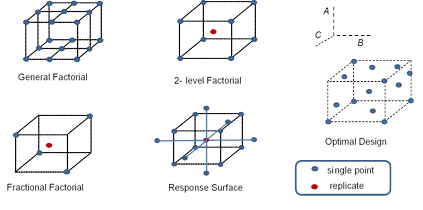 A
C
B
General Factorial
2- level Factorial
Optimal Design
Fractional Factorial
Response Surface
single point
replicate